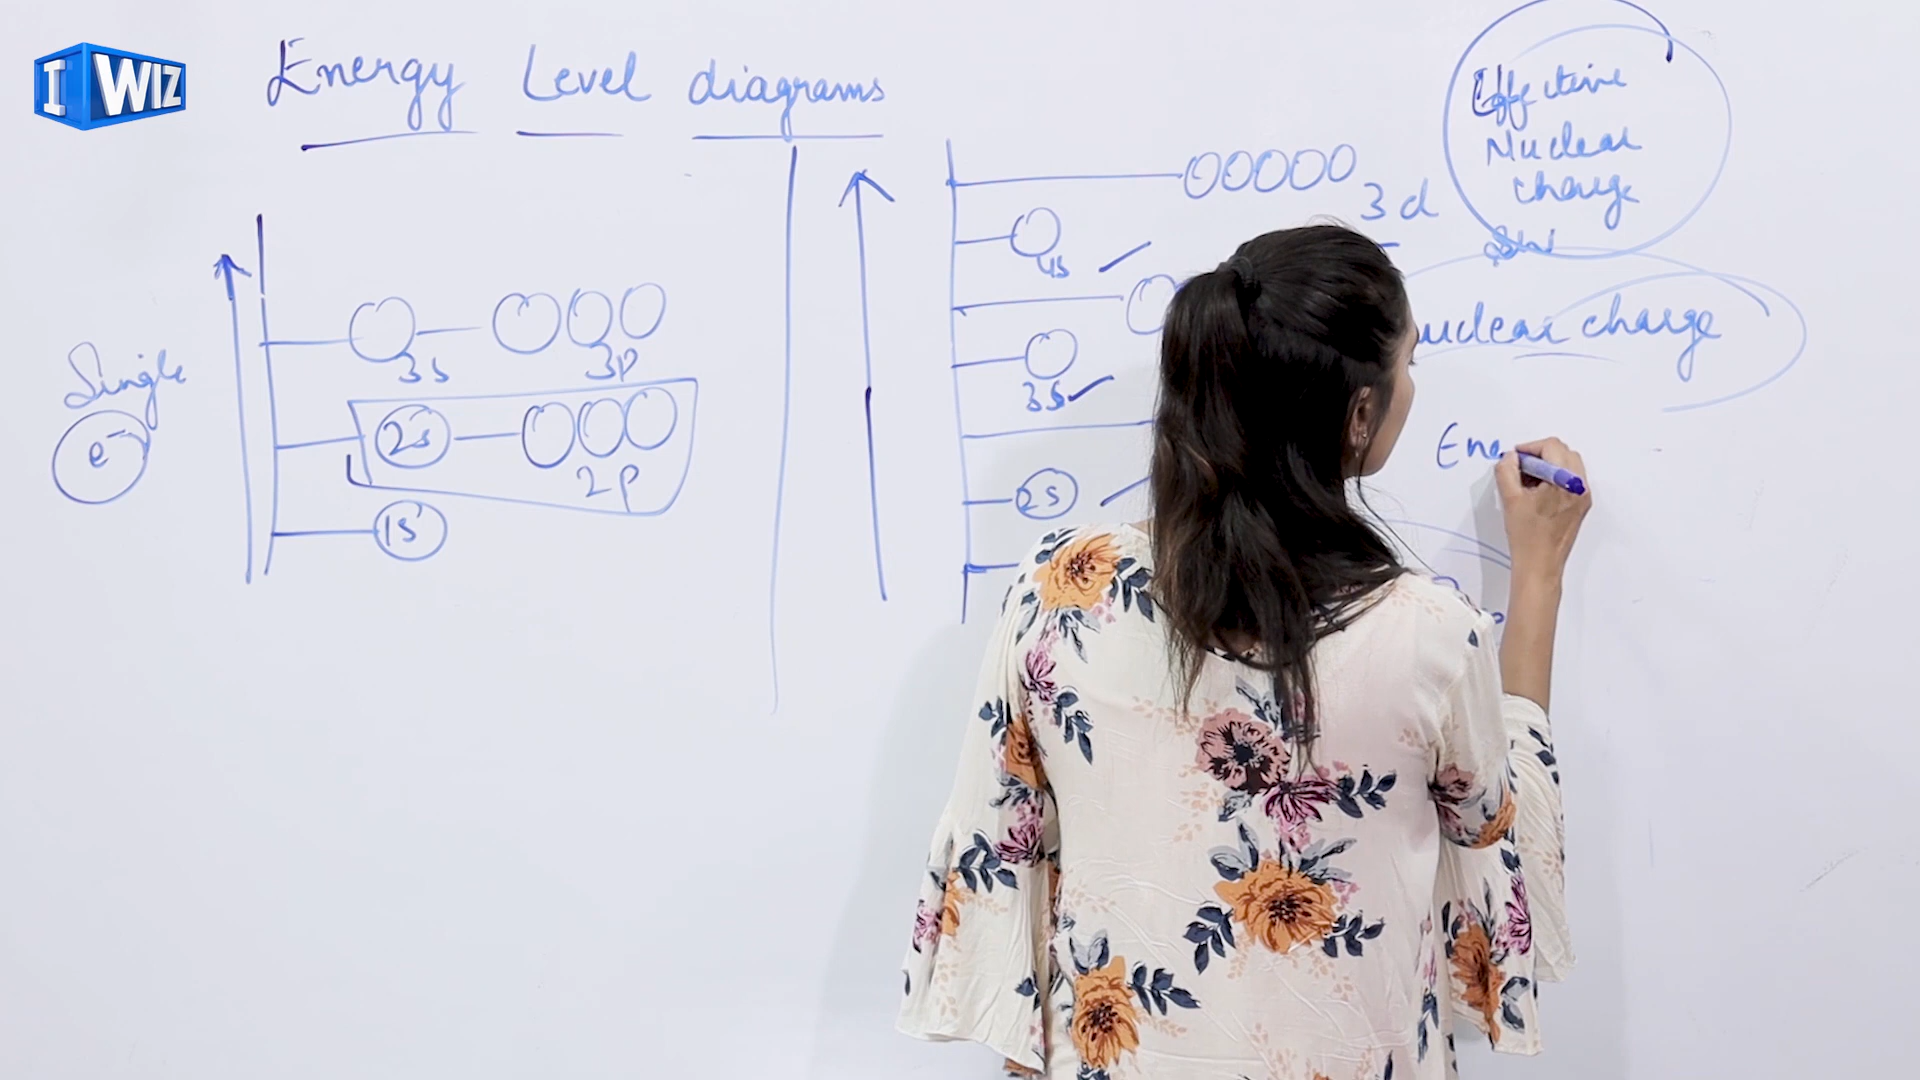 I WIZ
Energy Level diagrams
Single
e-
3s
3p
2s
2p
1s
3d
4s
3s
2s
Effective
Nuclear
charge
uclear charge
Ene